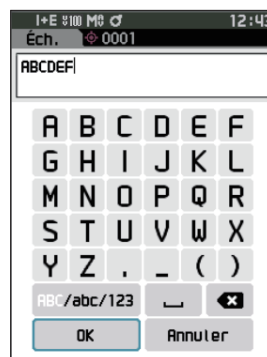 I+E 100 M 12:43
Éch. 0001
ABCDEF
A B C D E F
G H I J K L
M N O P Q R
S T U V W X
Y Z . _ ( )
ABC/abc/123
OK Annuler